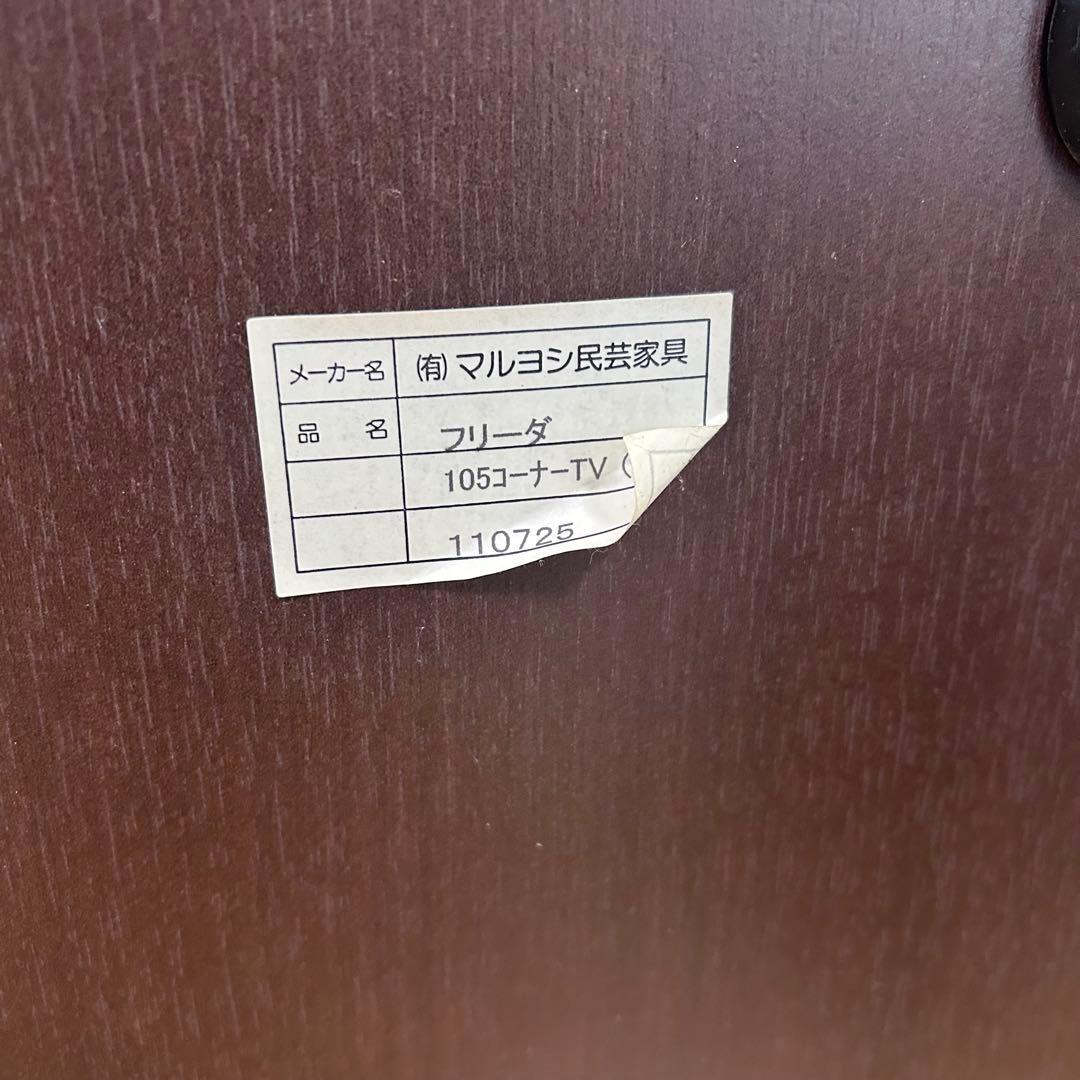 メーカー名 ㈲マルヨシ民芸家具
品 名 フリーダ
105コーナーTV (
110725